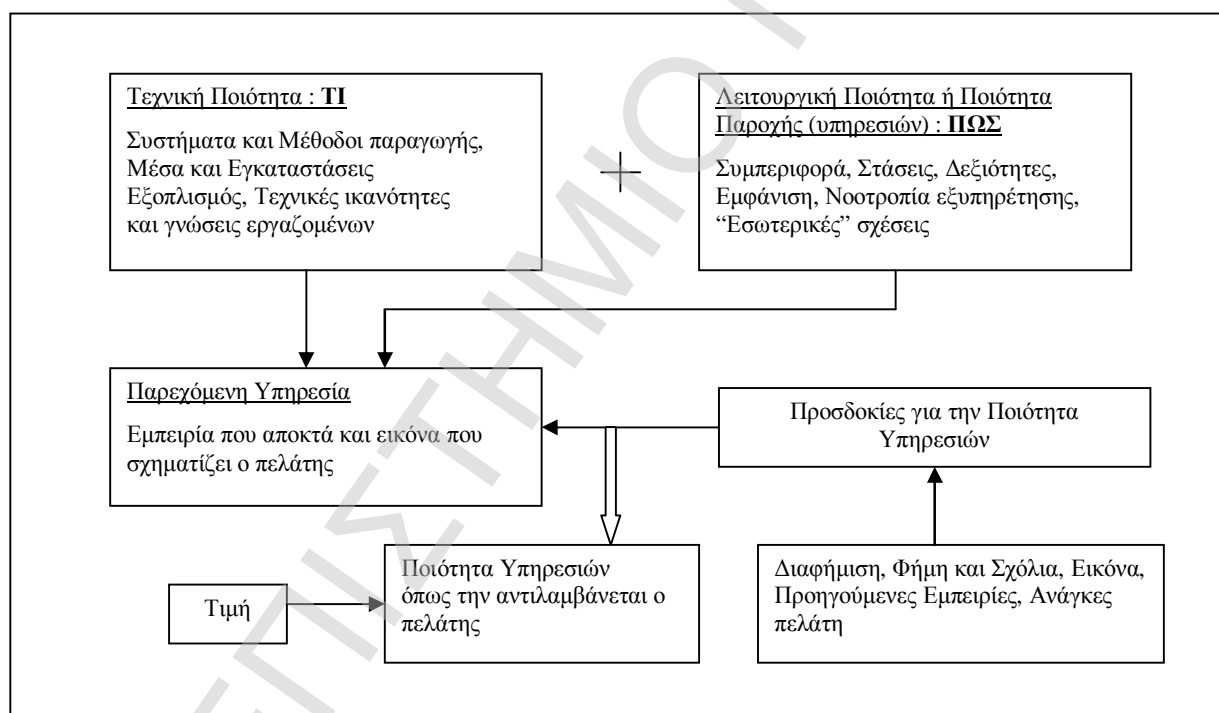 Τεχνική Ποιότητα : ΤΙ
Συστήματα και Μέθοδοι παραγωγής,
Μέσα και Εγκαταστάσεις
Εξοπλισμός, Τεχνικές ικανότητες
και γνώσεις εργαζομένων
Λειτουργική Ποιότητα ή Ποιότητα
Παροχής (υπηρεσιών) : ΠΩΣ
Συμπεριφορά, Στάσεις, Δεξιότητες,
Εμφάνιση, Νοοτροπία εξυπηρέτησης,
“Εσωτερικές” σχέσεις
Παρεχόμενη Υπηρεσία
Εμπειρία που αποκτά και εικόνα που
σχηματίζει ο πελάτης
Προσδοκίες για την Ποιότητα
Υπηρεσιών
Τιμή
Ποιότητα Υπηρεσιών
όπως την αντιλαμβάνεται ο
πελάτης
Διαφήμιση, Φήμη και Σχόλια, Εικόνα,
Προηγούμενες Εμπειρίες, Ανάγκες
πελάτη